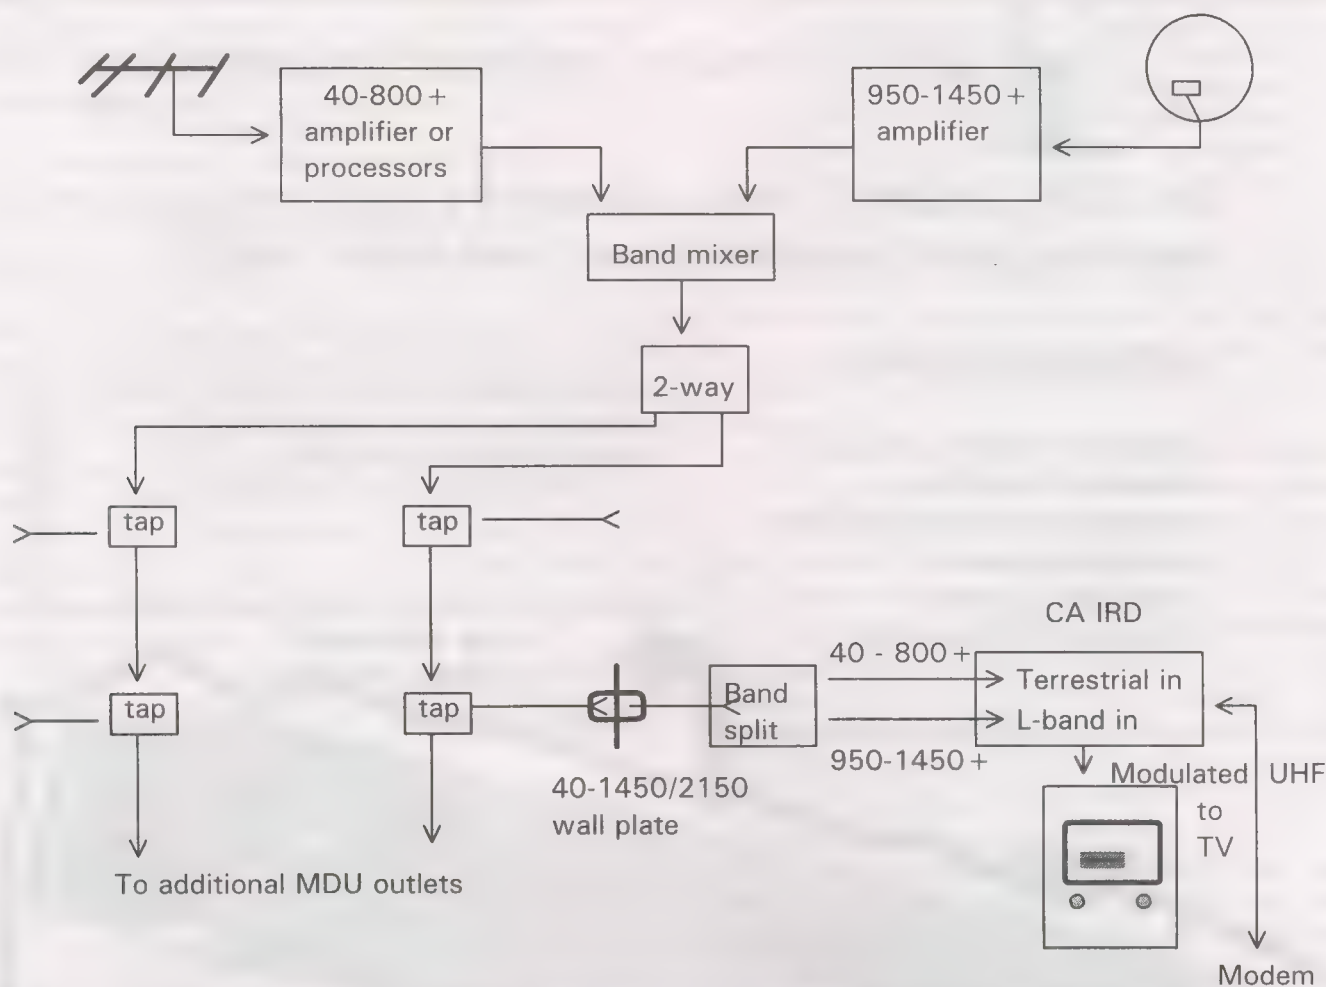 40-800+
amplifier or
processors
950-1450+
amplifier
Band mixer
2-way
tap
tap
tap
tap
40-1450/2150
wall plate
Band
split
40 - 800+
950-1450+
CA IRD
Terrestrial in
L-band in
Modulated UHF
to
TV
Modem
To additional MDU outlets